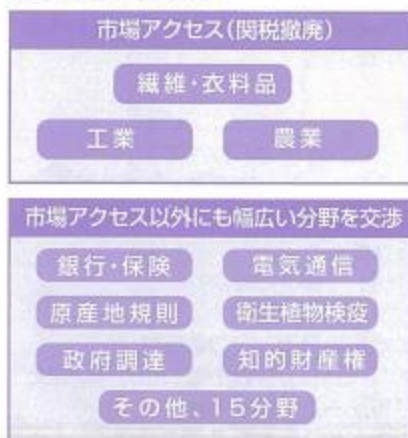 市場アクセス(関税撤廃)
繊維・衣料品
工業 農業
市場アクセス以外にも幅広い分野を交渉
銀行・保険 電気通信
原産地規則 衛生植物検疫
政府調達 知的財産権
その他、15分野